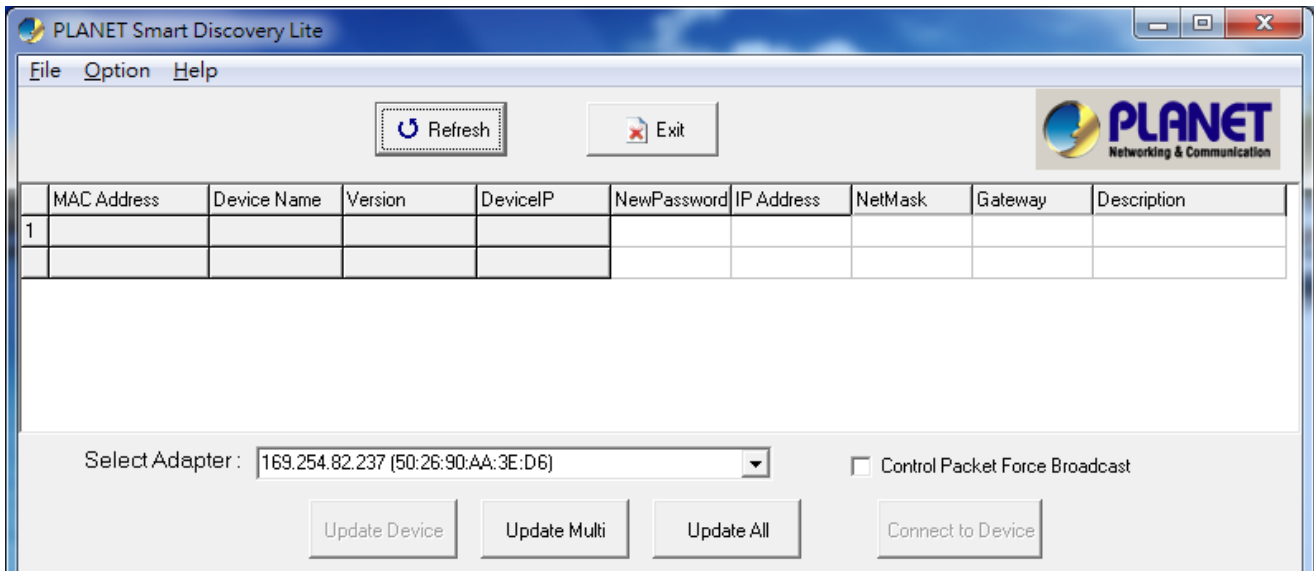 PLANET Smart Discovery Lite
File Option Help
Refresh Exit
PLANET
Networking & Communication
MAC Address Device Name Version DeviceIP NewPassword IP Address NetMask Gateway Description
1
Select Adapter : 169.254.82.237 (50:26:90:AA:3E:D6) Control Packet Force Broadcast
Update Device Update Multi Update All Connect to Device